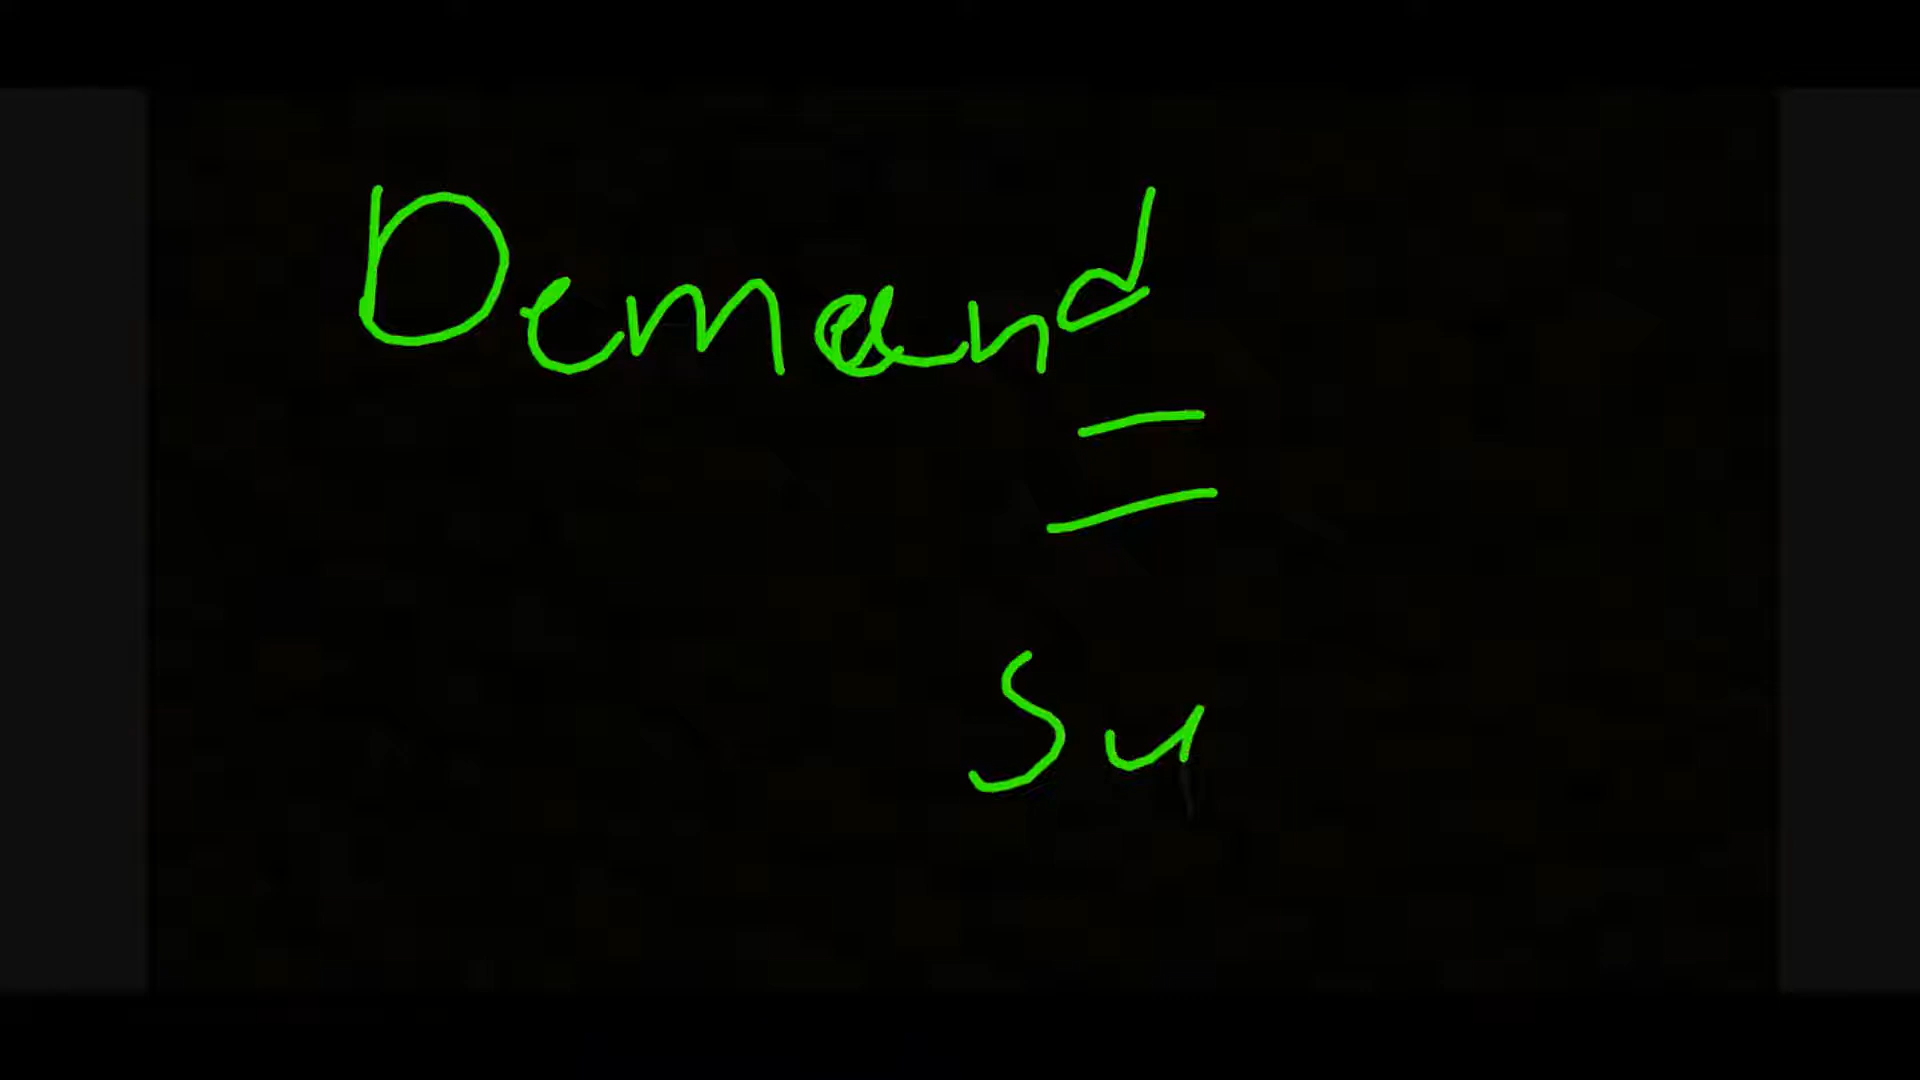 Demand
=
Su